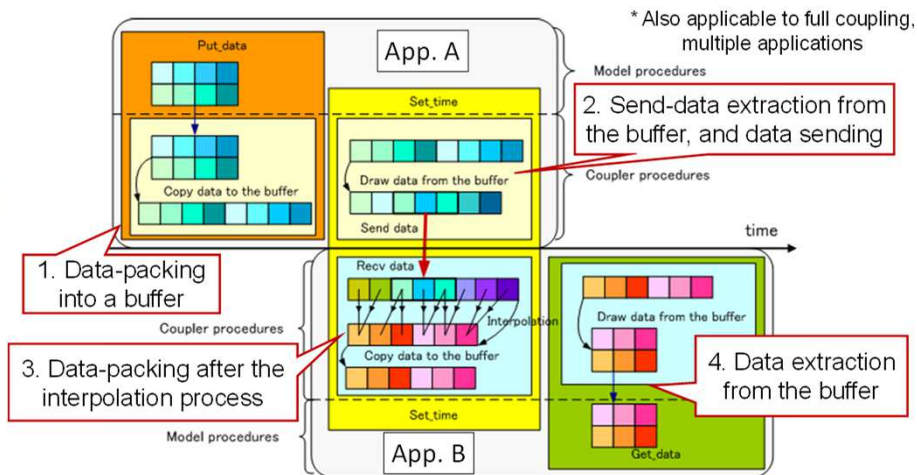 * Also applicable to full coupling,
multiple applications
Put_data
App. A
Model procedures
Set_time
2. Send-data extraction from
the buffer, and data sending
Copy data to the buffer
Draw data from the buffer
Coupler procedures
Send data
time
1. Data-packing
into a buffer
Recv data
Interpolation
Draw data from the buffer
Coupler procedures
3. Data-packing after the
interpolation process
Copy data to the buffer
4. Data extraction
from the buffer
Set_time
Model procedures
App. B
Get_data